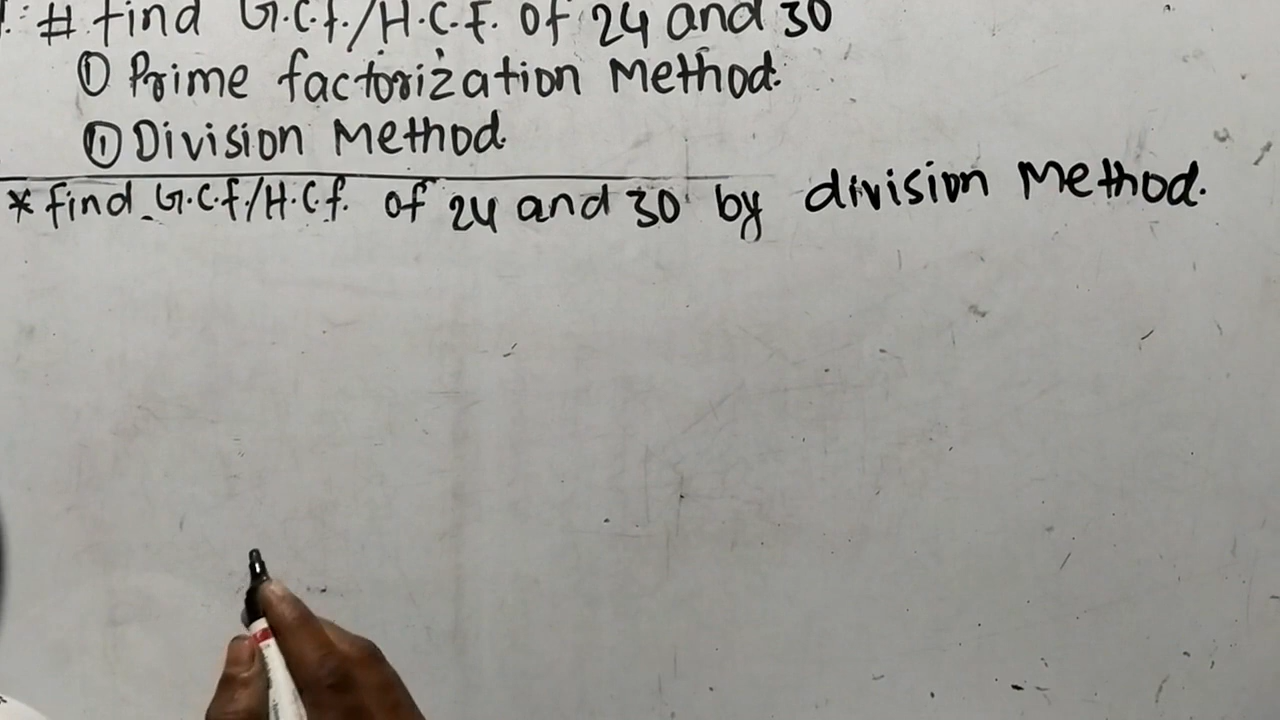 # find G.C.f./H.C.F. Of 24 and 30
① Prime factorization Method.
⑪ Division Method.
* find G.C.f./H.C.f. of 24 and 30 by division Method.